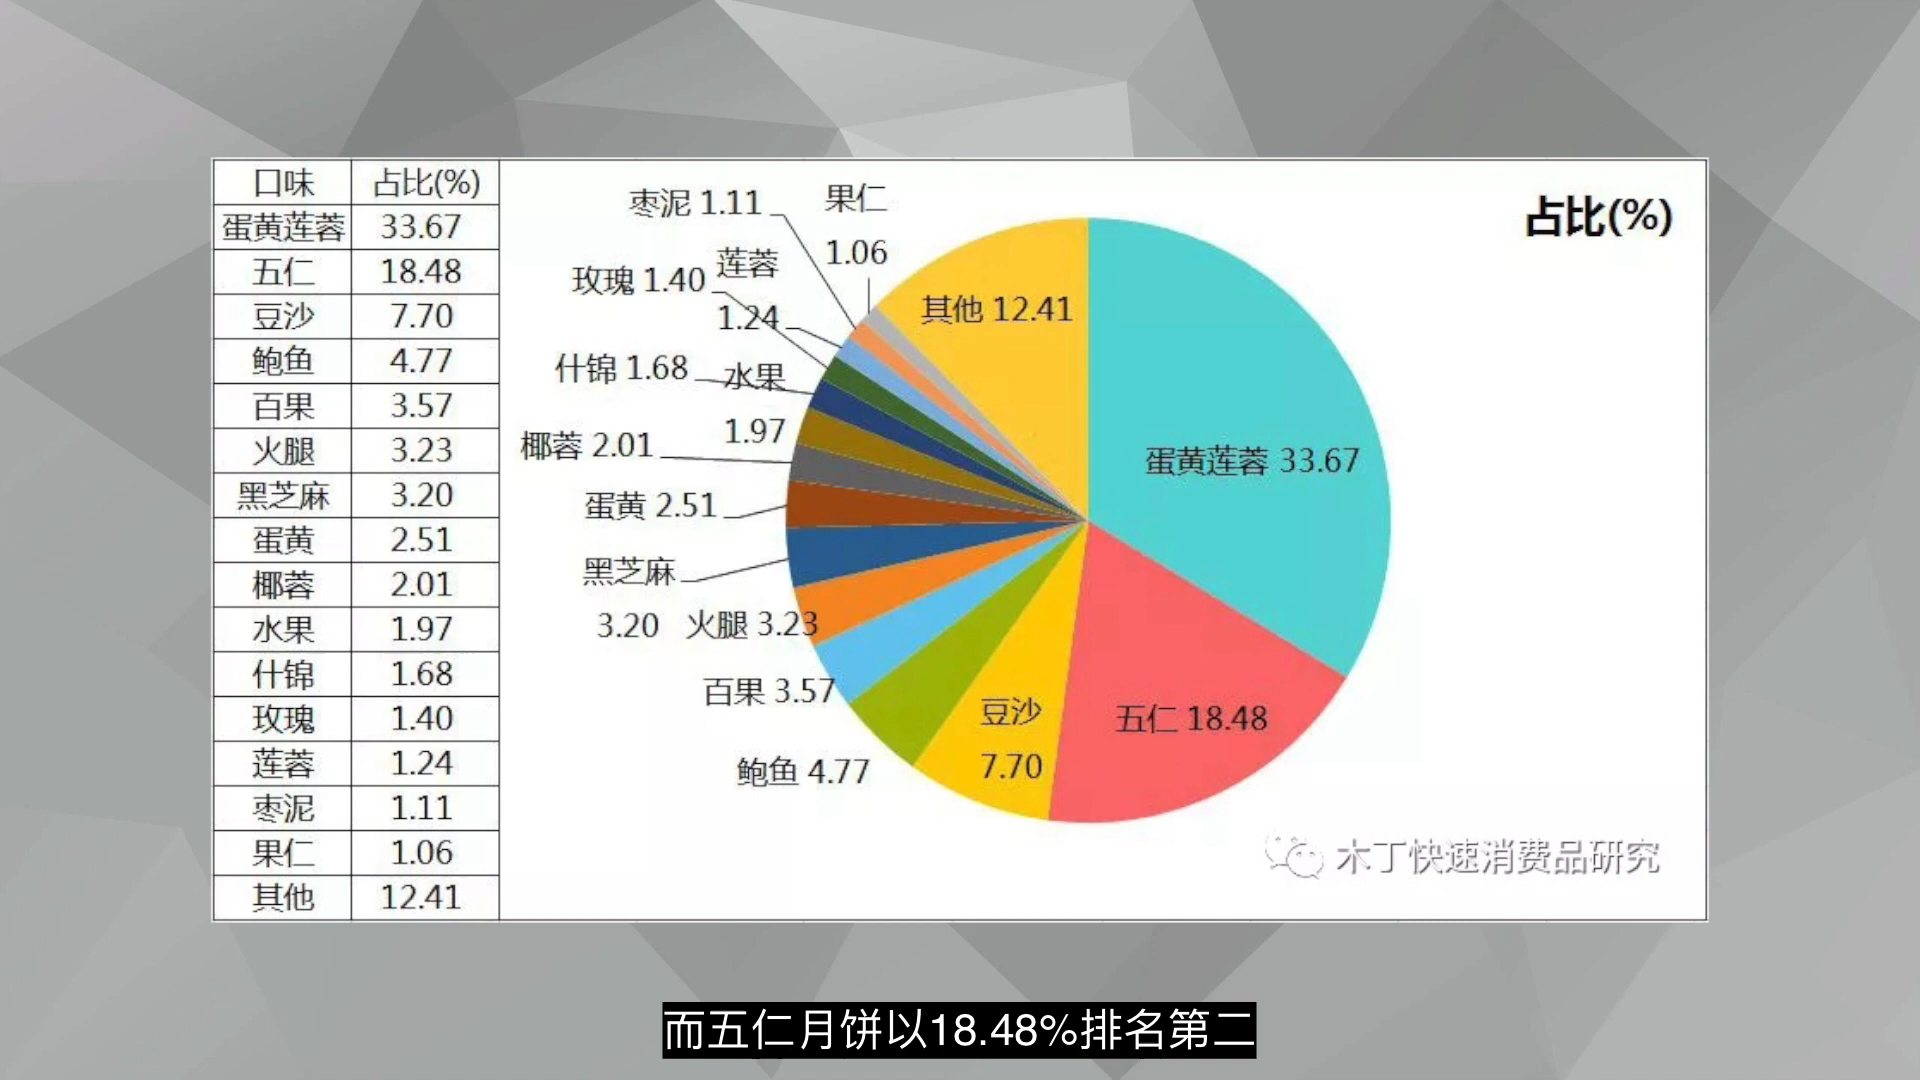 口味 占比(%)
蛋黄莲蓉 33.67
五仁 18.48
豆沙 7.70
鲍鱼 4.77
百果 3.57
火腿 3.23
黑芝麻 3.20
蛋黄 2.51
椰蓉 2.01
水果 1.97
什锦 1.68
玫瑰 1.40
莲蓉 1.24
枣泥 1.11
果仁 1.06
其他 12.41
占比(%)
枣泥 1.11
果仁
1.06
玫瑰 1.40
莲蓉
1.24
什锦 1.68
水果
1.97
椰蓉 2.01
蛋黄 2.51
黑芝麻
3.20
火腿 3.23
百果 3.57
鲍鱼 4.77
豆沙
7.70
五仁 18.48
蛋黄莲蓉 33.67
其他 12.41
木丁快速消费品研究
而五仁月饼以18.48%排名第二